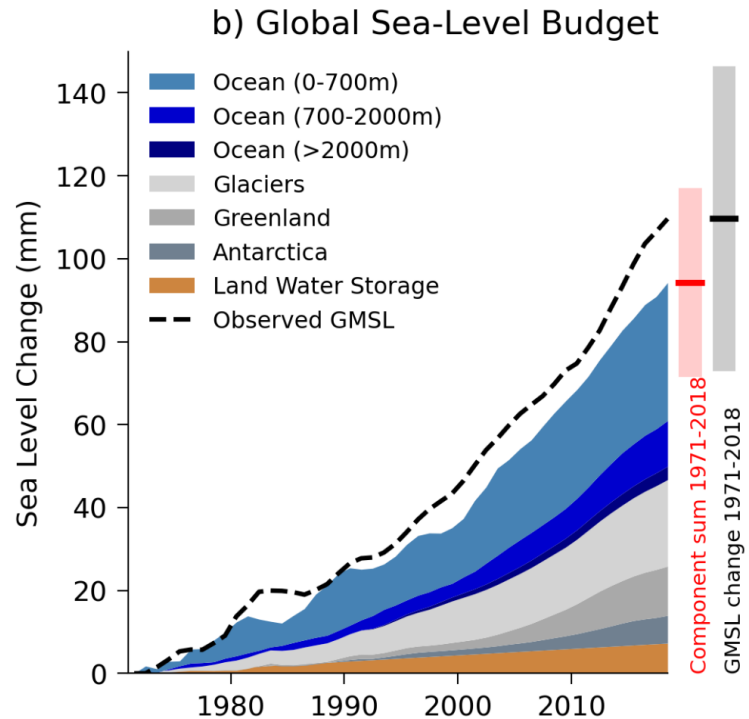 b) Global Sea-Level Budget
Sea Level Change (mm)
140
120
100
80
60
40
20
0
Ocean (0-700m)
Ocean (700-2000m)
Ocean (>2000m)
Glaciers
Greenland
Antarctica
Land Water Storage
Observed GMSL
1980
1990
2000
2010
Component sum 1971-2018
GMSL change 1971-2018